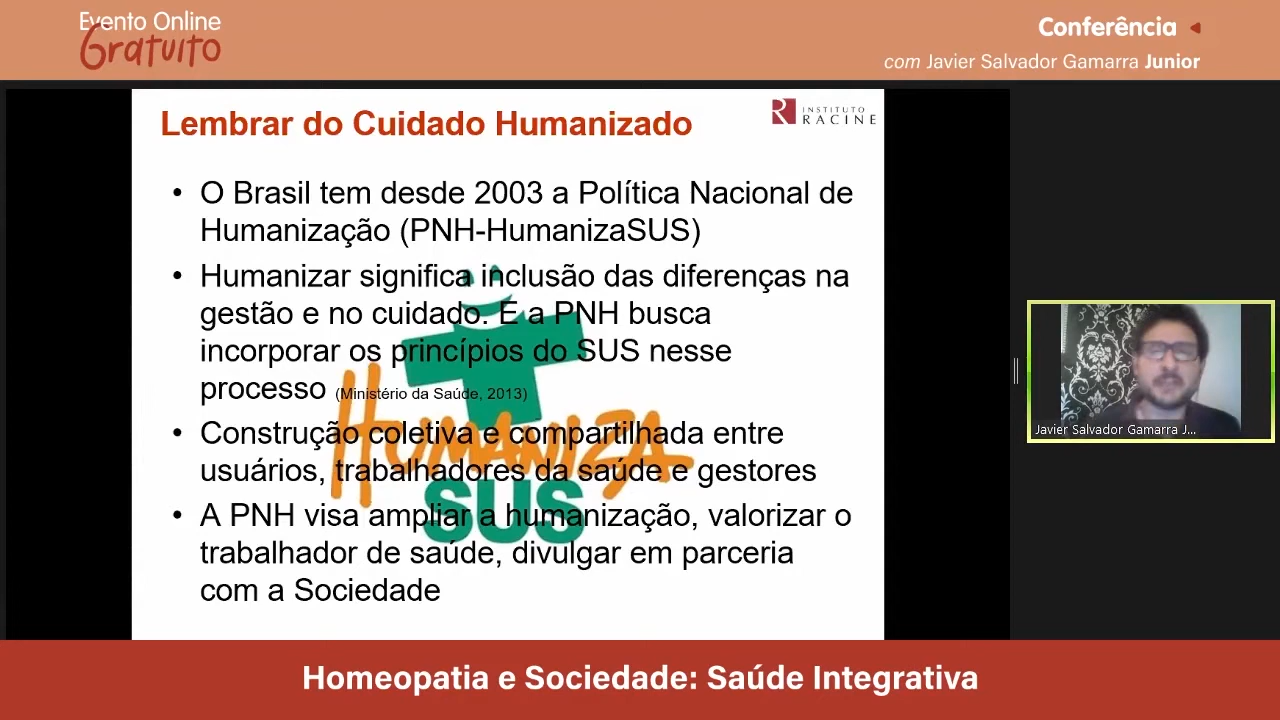 Evento Online
Gratuito
Conferência
com Javier Salvador Gamarra Junior
Lembrar do Cuidado Humanizado
INSTITUTO
RACINE
• O Brasil tem desde 2003 a Política Nacional de
Humanização (PNH-HumanizaSUS)
• Humanizar significa inclusão das diferenças na
gestão e no cuidado. E a PNH busca
incorporar os princípios do SUS nesse
processo (Ministério da Saúde, 2013)
• Construção coletiva e compartilhada entre
usuários, trabalhadores da saúde e gestores
• A PNH visa ampliar a humanização, valorizar o
trabalhador de saúde, divulgar em parceria
com a Sociedade
HUMANIZA
SUS
Javier Salvador Gamarra J...
Homeopatia e Sociedade: Saúde Integrativa